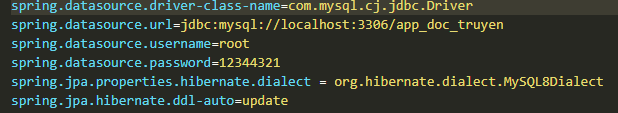 spring.datasource.driver-class-name=com.mysql.cj.jdbc.Driver
spring.datasource.url=jdbc:mysql://localhost:3306/app_doc_truyen
spring.datasource.username=root
spring.datasource.password=12344321
spring.jpa.properties.hibernate.dialect = org.hibernate.dialect.MySQL8Dialect
spring.jpa.hibernate.ddl-auto=update